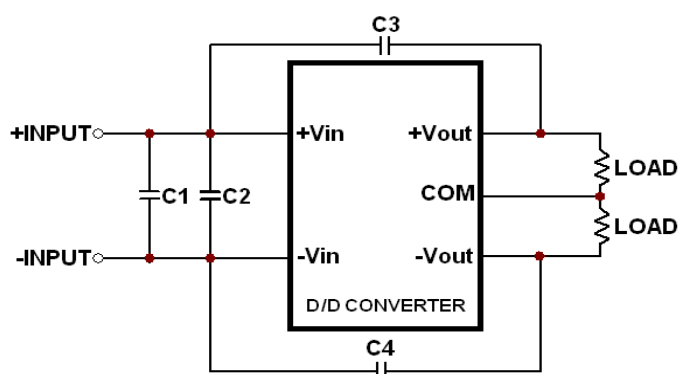 C3
+INPUT
+Vin
+Vout
LOAD
C1
C2
COM
LOAD
-INPUT
-Vin
-Vout
D/D CONVERTER
C4